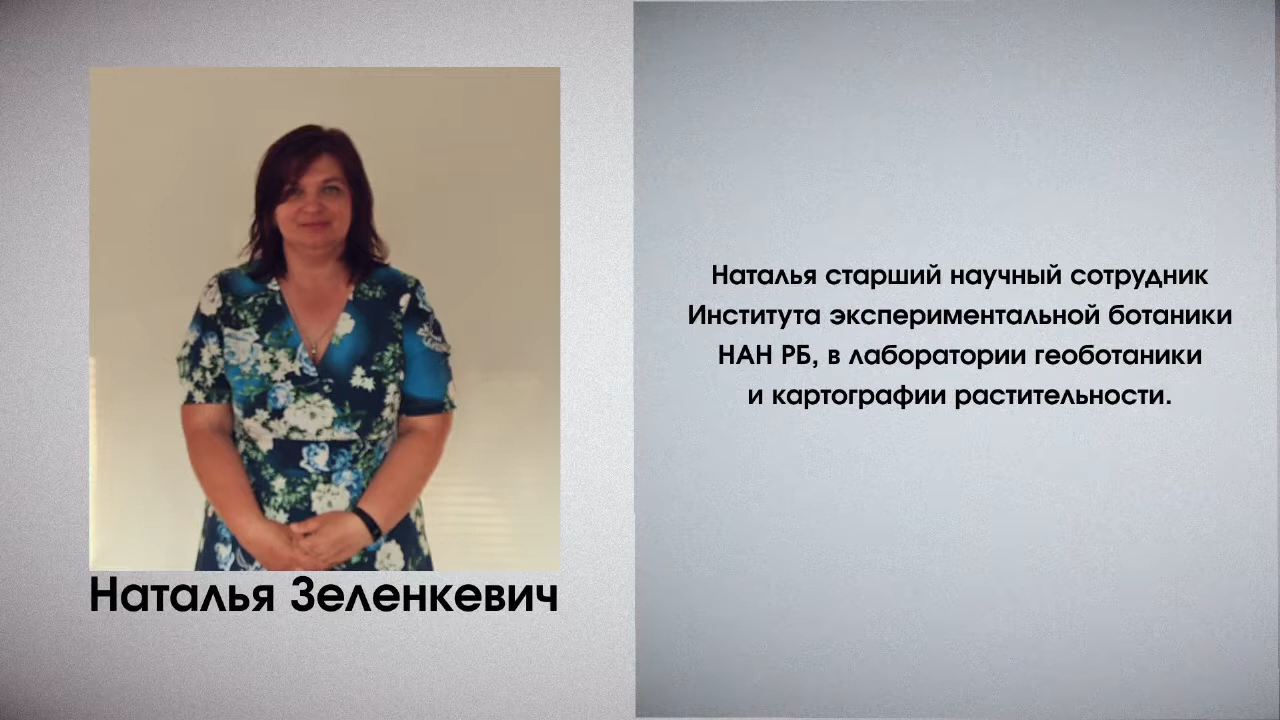 Наталья Зеленкевич
Наталья старший научный сотрудник
Института экспериментальной ботаники
НАН РБ, в лаборатории геоботаники
и картографии растительности.